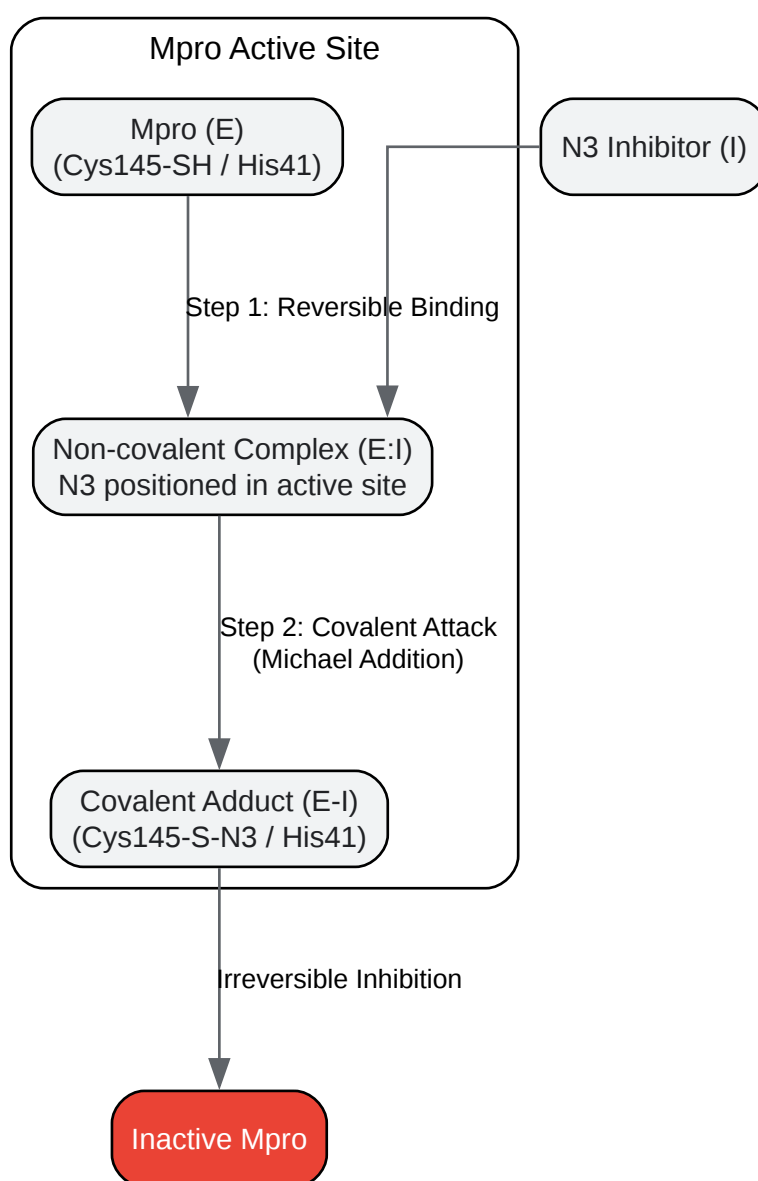 Mpro Active Site
Mpro (E)
(Cys145-SH / His41)
N3 Inhibitor (I)
Step 1: Reversible Binding
Non-covalent Complex (E:I)
N3 positioned in active site
Step 2: Covalent Attack
(Michael Addition)
Covalent Adduct (E-I)
(Cys145-S-N3 / His41)
Irreversible Inhibition
Inactive Mpro